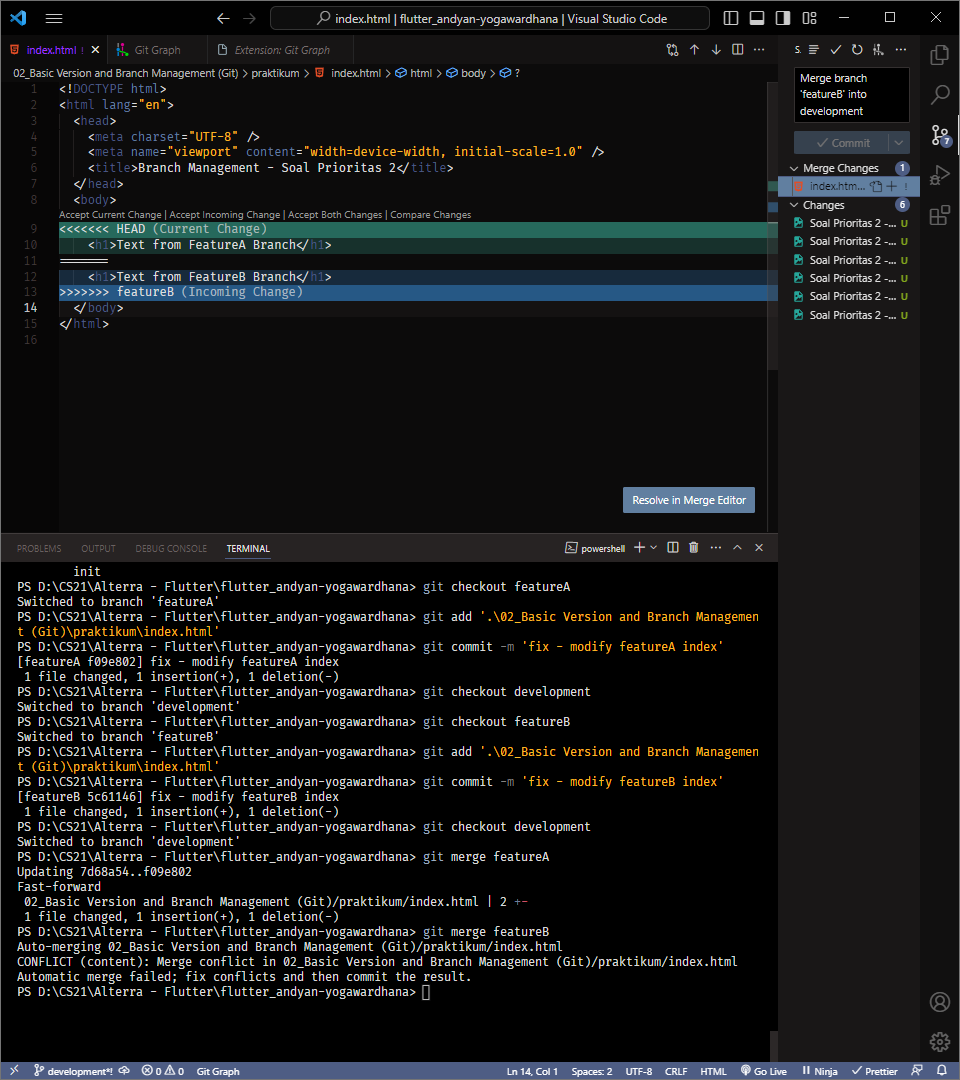 index.html | flutter_andyan-yogawardhana | Visual Studio Code
index.html ! Git Graph Extension: Git Graph
02_Basic Version and Branch Management (Git) > praktikum > index.html > html > body > ?
1 <!DOCTYPE html>
2 <html lang="en">
3 <head>
4 <meta charset="UTF-8" />
5 <meta name="viewport" content="width=device-width, initial-scale=1.0" />
6 <title>Branch Management - Soal Prioritas 2</title>
7 </head>
8 <body>
Accept Current Change | Accept Incoming Change | Accept Both Changes | Compare Changes
9 <<<<<<< HEAD (Current Change)
10 <h1>Text from FeatureA Branch</h1>
11 =======
12 <h1>Text from FeatureB Branch</h1>
13 >>>>>>> featureB (Incoming Change)
14 </body>
15 </html>
16
Resolve in Merge Editor
S.
Merge branch
'featureB' into
development
Commit
Merge Changes 1
index.htm... !
Changes 6
Soal Prioritas 2 -... U
Soal Prioritas 2 -... U
Soal Prioritas 2 -... U
Soal Prioritas 2 -... U
Soal Prioritas 2 -... U
Soal Prioritas 2 -... U
7
PROBLEMS OUTPUT DEBUG CONSOLE TERMINAL powershell
init
PS D:\CS21\Alterra - Flutter\flutter_andyan-yogawardhana> git checkout featureA
Switched to branch 'featureA'
PS D:\CS21\Alterra - Flutter\flutter_andyan-yogawardhana> git add '.\02_Basic Version and Branch Managemen
t (Git)\praktikum\index.html'
PS D:\CS21\Alterra - Flutter\flutter_andyan-yogawardhana> git commit -m 'fix - modify featureA index'
[featureA f09e802] fix - modify featureA index
1 file changed, 1 insertion(+), 1 deletion(-)
PS D:\CS21\Alterra - Flutter\flutter_andyan-yogawardhana> git checkout development
Switched to branch 'development'
PS D:\CS21\Alterra - Flutter\flutter_andyan-yogawardhana> git checkout featureB
Switched to branch 'featureB'
PS D:\CS21\Alterra - Flutter\flutter_andyan-yogawardhana> git add '.\02_Basic Version and Branch Managemen
t (Git)\praktikum\index.html'
PS D:\CS21\Alterra - Flutter\flutter_andyan-yogawardhana> git commit -m 'fix - modify featureB index'
[featureB 5c61146] fix - modify featureB index
1 file changed, 1 insertion(+), 1 deletion(-)
PS D:\CS21\Alterra - Flutter\flutter_andyan-yogawardhana> git checkout development
Switched to branch 'development'
PS D:\CS21\Alterra - Flutter\flutter_andyan-yogawardhana> git merge featureA
Updating 7d68a54..f09e802
Fast-forward
02_Basic Version and Branch Management (Git)/praktikum/index.html | 2 +-
1 file changed, 1 insertion(+), 1 deletion(-)
PS D:\CS21\Alterra - Flutter\flutter_andyan-yogawardhana> git merge featureB
Auto-merging 02_Basic Version and Branch Management (Git)/praktikum/index.html
CONFLICT (content): Merge conflict in 02_Basic Version and Branch Management (Git)/praktikum/index.html
Automatic merge failed; fix conflicts and then commit the result.
PS D:\CS21\Alterra - Flutter\flutter_andyan-yogawardhana>
development*! 0 0 Git Graph Ln 14, Col 1 Spaces: 2 UTF-8 CRLF HTML Go Live Ninja Prettier